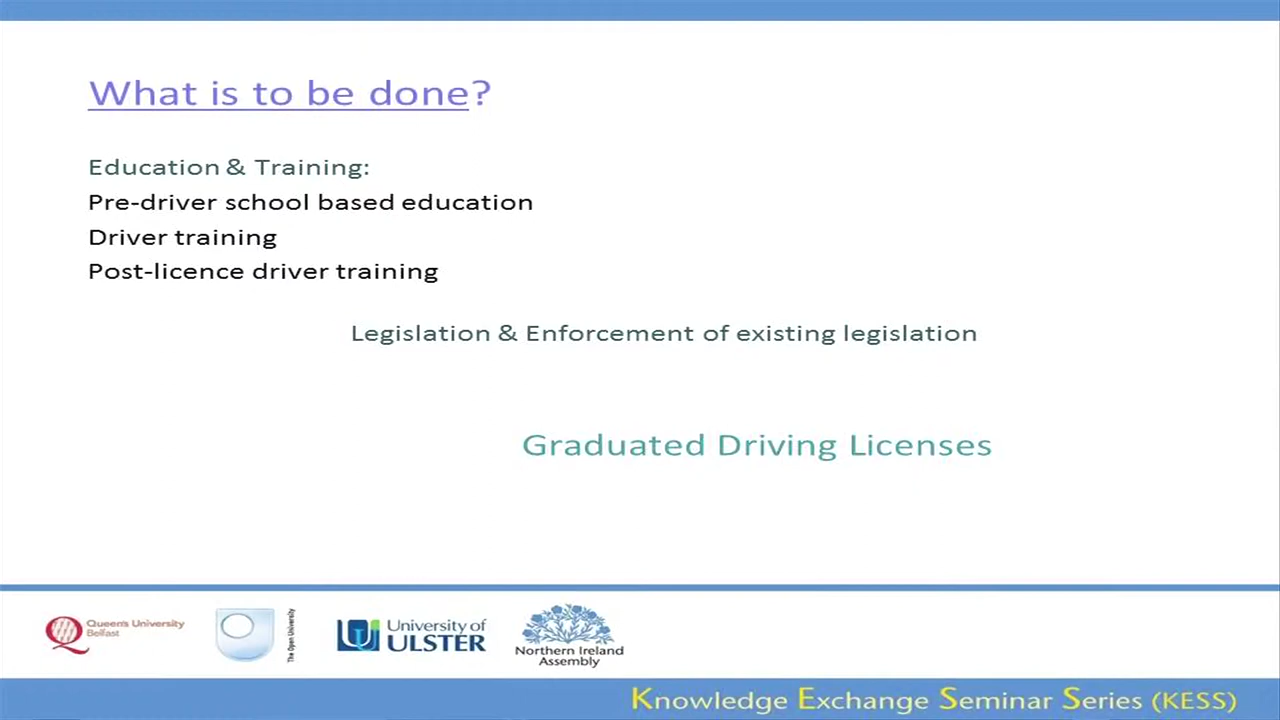 What is to be done?
Education & Training:
Pre-driver school based education
Driver training
Post-licence driver training
Legislation & Enforcement of existing legislation
Graduated Driving Licenses
Queen's University
Belfast
The Open University
University of
ULSTER
Northern Ireland
Assembly
Knowledge Exchange Seminar Series (KESS)